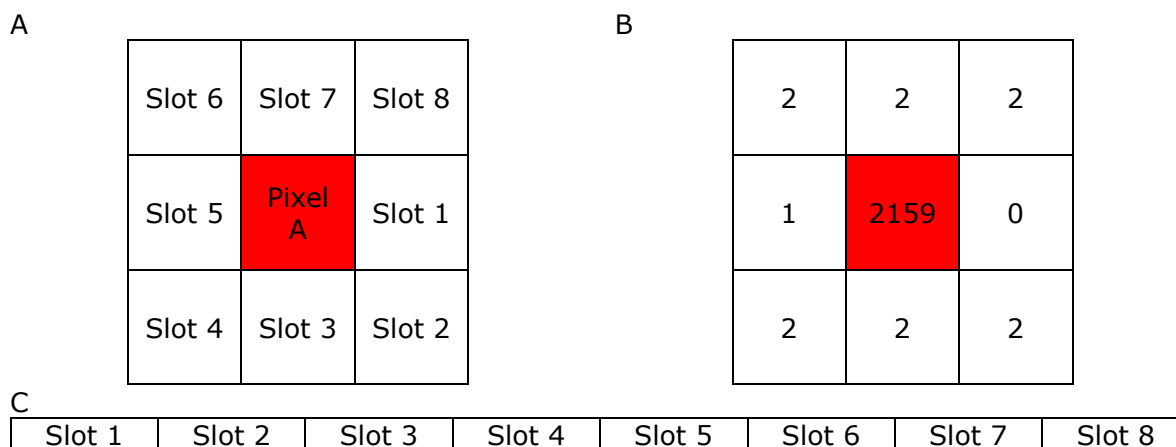 A
B
Slot 6 Slot 7 Slot 8
2 2 2
Slot 5 Pixel A Slot 1
1 2159 0
Slot 4 Slot 3 Slot 2
2 2 2
C
Slot 1 Slot 2 Slot 3 Slot 4 Slot 5 Slot 6 Slot 7 Slot 8